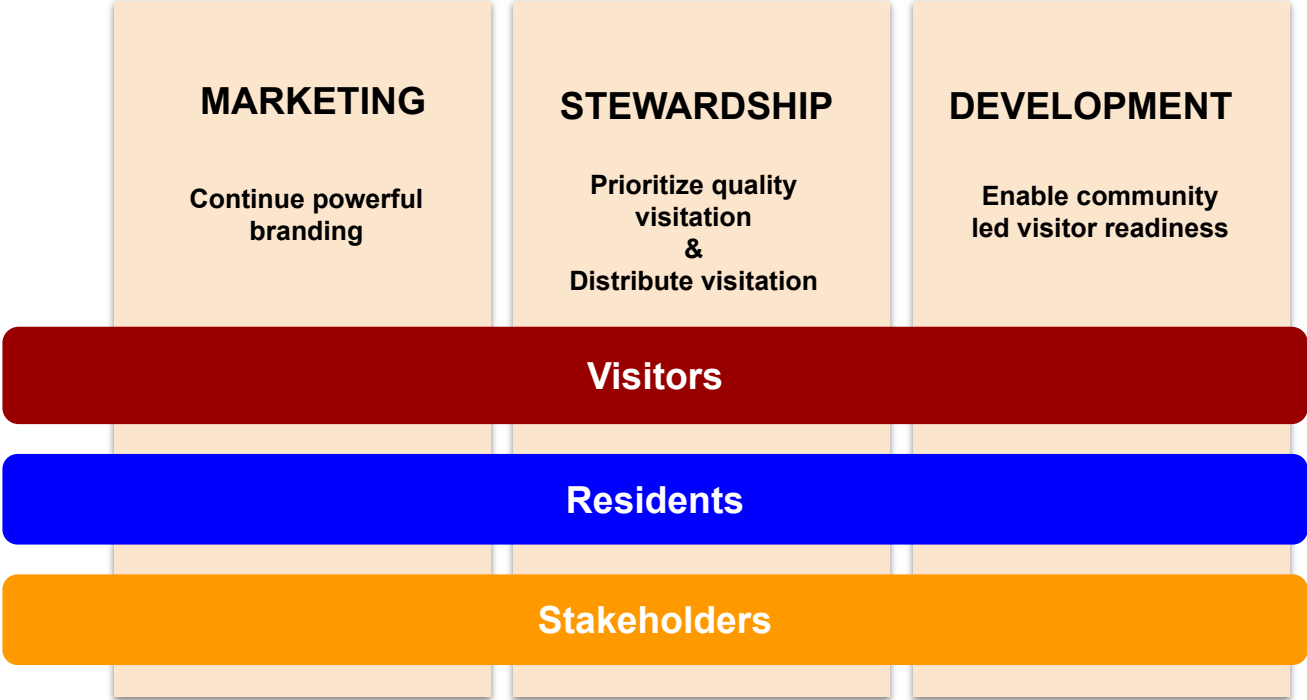 MARKETING
Continue powerful
branding
STEWARDSHIP
Prioritize quality
visitation
&
Distribute visitation
DEVELOPMENT
Enable community
led visitor readiness
Visitors
Residents
Stakeholders